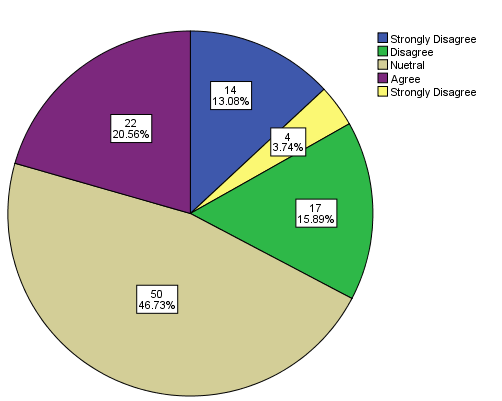 Strongly Disagree
Disagree
Nuetral
Agree
Strongly Disagree
14
13.08%
4
3.74%
17
15.89%
50
46.73%
22
20.56%